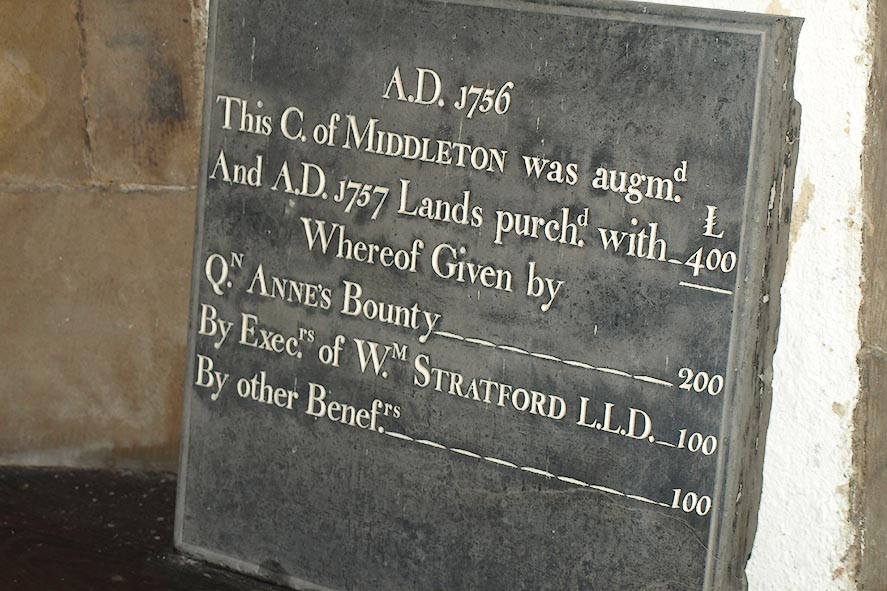 A.D. 1756
This C. of MIDDLETON was augm.d
£
And A.D. 1757 Lands purch.d with 400
Whereof Given by
Q.N ANNE'S Bounty 200
By Exec.rs of W.M STRATFORD L.L.D. 100
By other Benef.rs 100